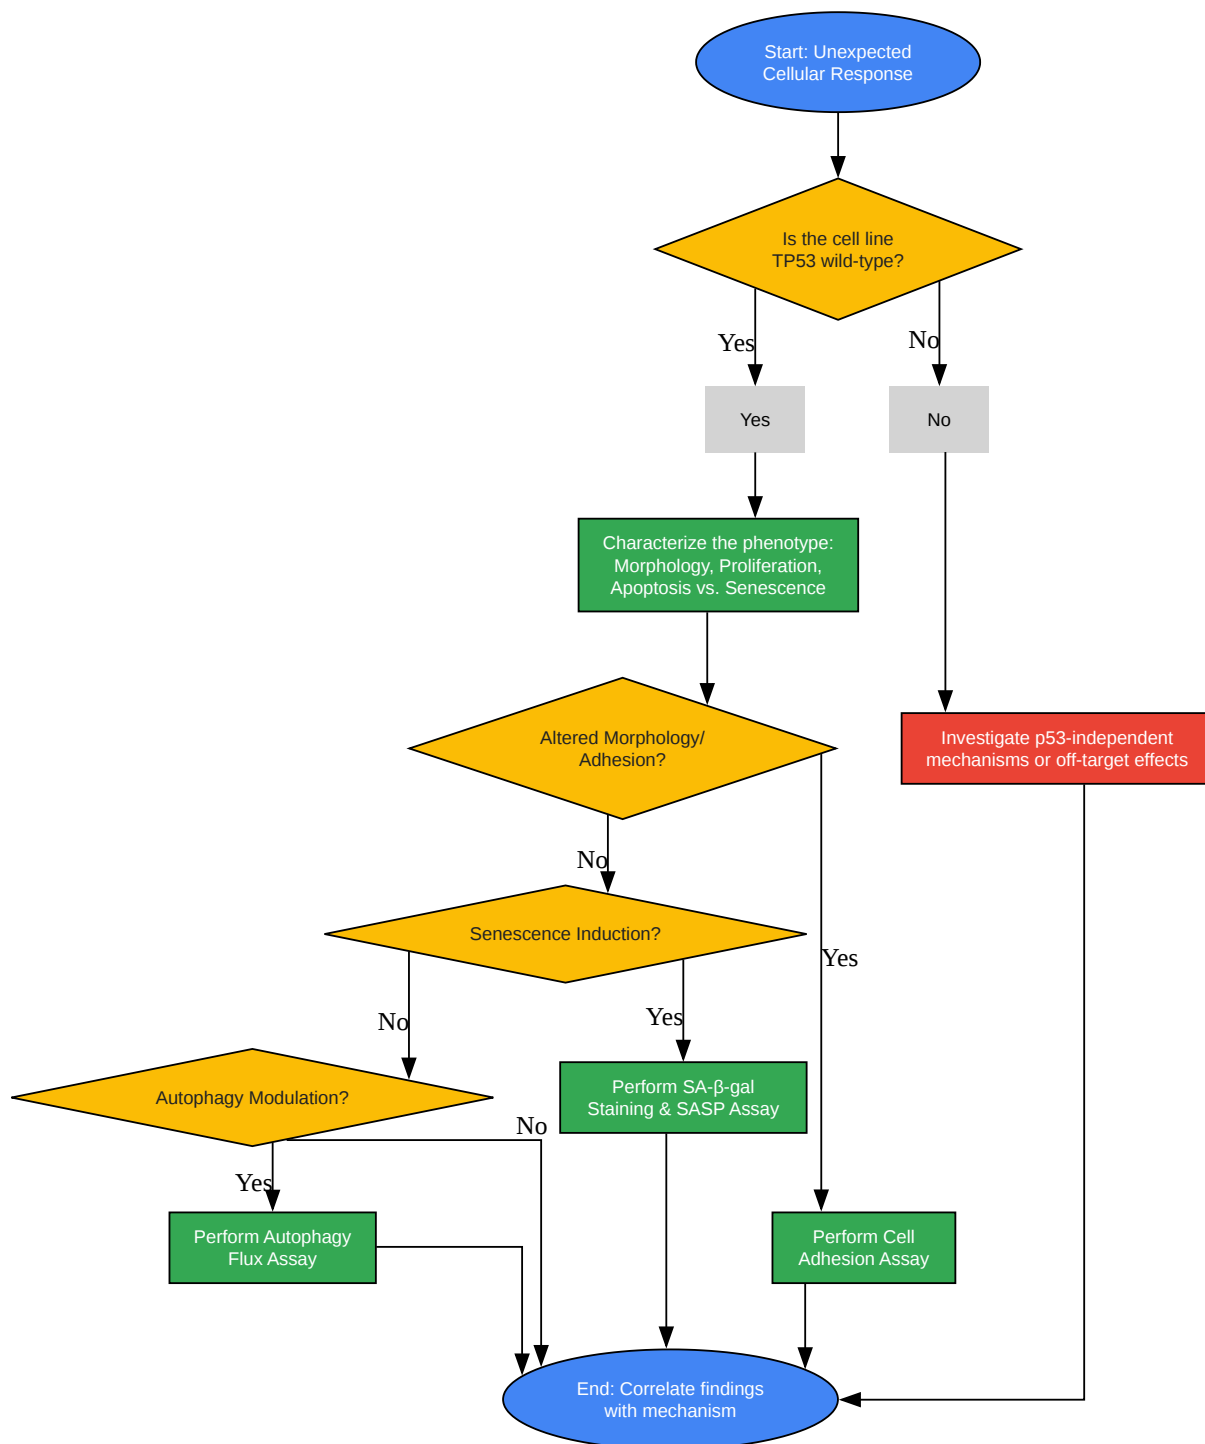 Start: Unexpected
Cellular Response
Is the cell line
TP53 wild-type?
Yes
No
Yes
No
Characterize the phenotype:
Morphology, Proliferation,
Apoptosis vs. Senescence
Altered Morphology/
Adhesion?
Investigate p53-independent
mechanisms or off-target effects
No
Senescence Induction?
Yes
No
Yes
Autophagy Modulation?
Perform SA-β-gal
Staining & SASP Assay
No
Yes
Perform Autophagy
Flux Assay
Perform Cell
Adhesion Assay
End: Correlate findings
with mechanism